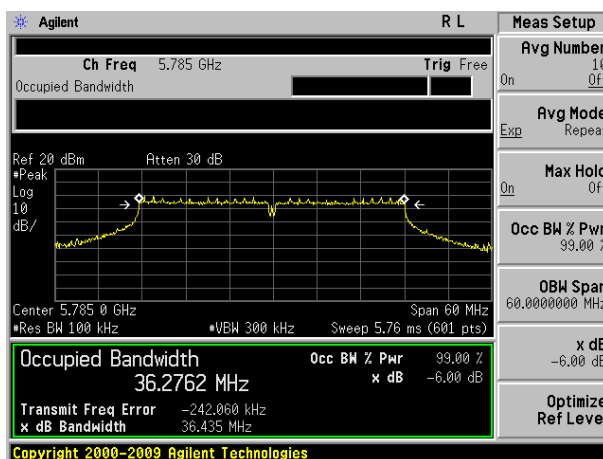 Agilent R L
Meas Setup
Ch Freq 5.785 GHz Trig Free
Occupied Bandwidth
Avg Number
10
On Off
Avg Mode
Exp Repeat
Max Hold
On Off
Occ BW % Pwr
99.00 %
OBW Span
60.0000000 MHz
x dB
-6.00 dB
Optimize
Ref Level
Ref 20 dBm Atten 30 dB
#Peak
Log
10
dB/
Center 5.785 0 GHz Span 60 MHz
#Res BW 100 kHz #VBW 300 kHz Sweep 5.76 ms (601 pts)
Occupied Bandwidth Occ BW % Pwr 99.00 %
36.2762 MHz x dB -6.00 dB
Transmit Freq Error -242.060 kHz
x dB Bandwidth 36.435 MHz
Copyright 2000-2009 Agilent Technologies